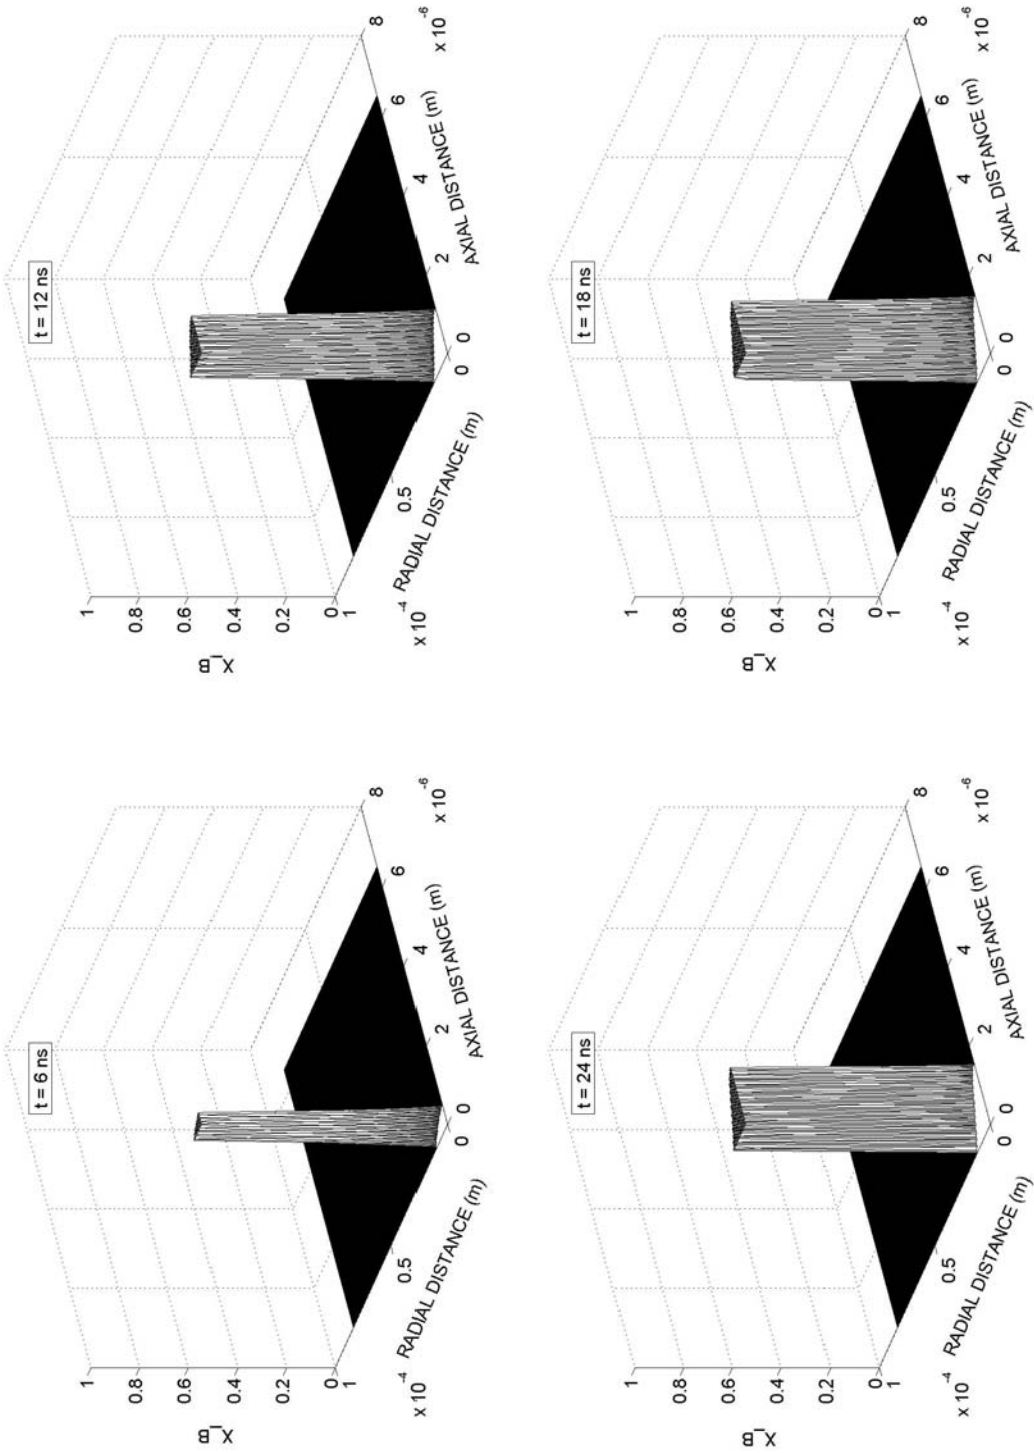 t = 6 ns
1
0.8
0.6
0.4
0.2
0
X_B
1
x 10-4
0.5
0
RADIAL DISTANCE (m)
0
2
4
6
8
x 10-6
AXIAL DISTANCE (m)
t = 12 ns
1
0.8
0.6
0.4
0.2
0
X_B
1
x 10-4
0.5
0
RADIAL DISTANCE (m)
0
2
4
6
8
x 10-6
AXIAL DISTANCE (m)
t = 24 ns
1
0.8
0.6
0.4
0.2
0
X_B
1
x 10-4
0.5
0
RADIAL DISTANCE (m)
0
2
4
6
8
x 10-6
AXIAL DISTANCE (m)
t = 18 ns
1
0.8
0.6
0.4
0.2
0
X_B
1
x 10-4
0.5
0
RADIAL DISTANCE (m)
0
2
4
6
8
x 10-6
AXIAL DISTANCE (m)